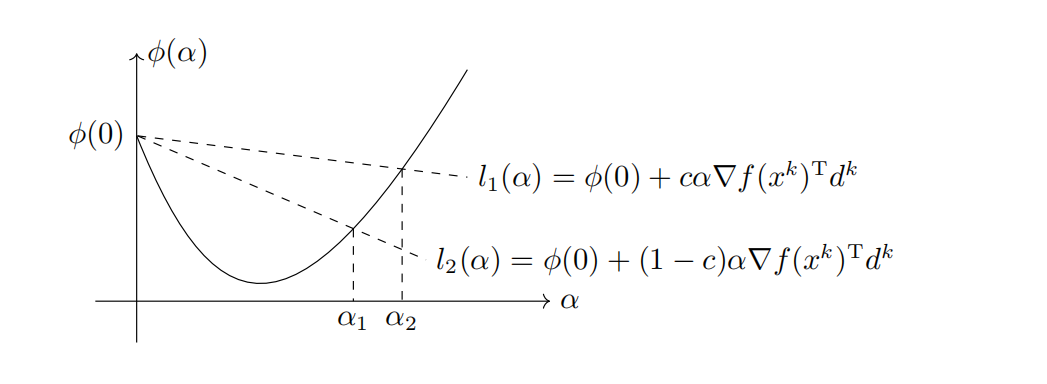 ϕ(α)
ϕ(0)
l₁(α) = ϕ(0) + cα∇f(xᵏ)ᵀdᵏ
l₂(α) = ϕ(0) + (1 − c)α∇f(xᵏ)ᵀdᵏ
α
α₁ α₂